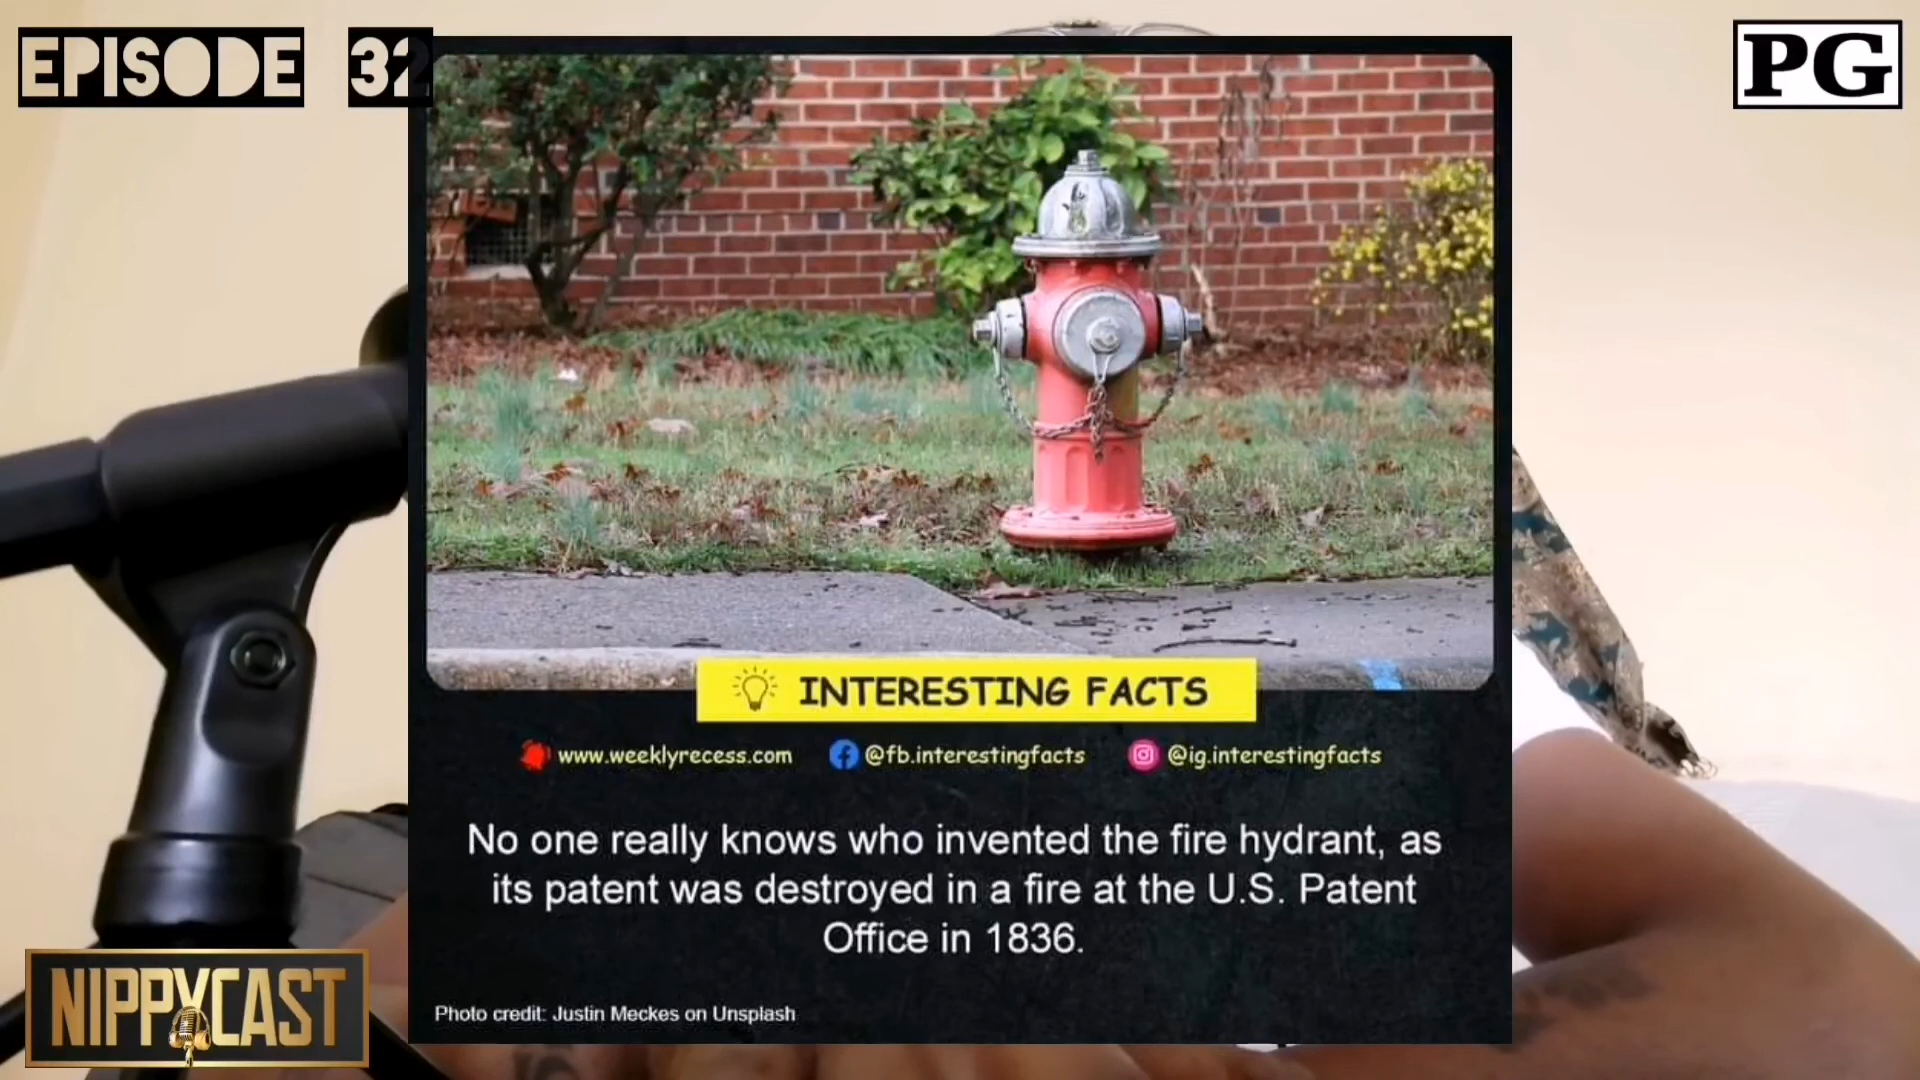 EPISODE 32
PG
INTERESTING FACTS
www.weeklyrecess.com @fb.interestingfacts @ig.interestingfacts
No one really knows who invented the fire hydrant, as
its patent was destroyed in a fire at the U.S. Patent
Office in 1836.
Photo credit: Justin Meckes on Unsplash
NIPPYCAST